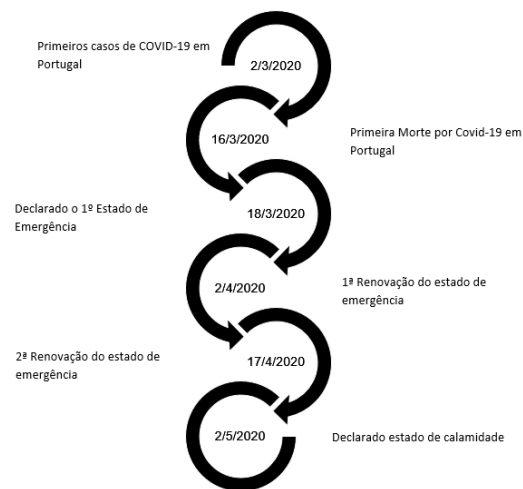 Primeiros casos de COVID-19 em
Portugal
2/3/2020
16/3/2020
Primeira Morte por Covid-19 em
Portugal
Declarado o 1º Estado de
Emergência
18/3/2020
2/4/2020
1ª Renovação do estado de
emergência
2ª Renovação do estado de
emergência
17/4/2020
2/5/2020
Declarado estado de calamidade